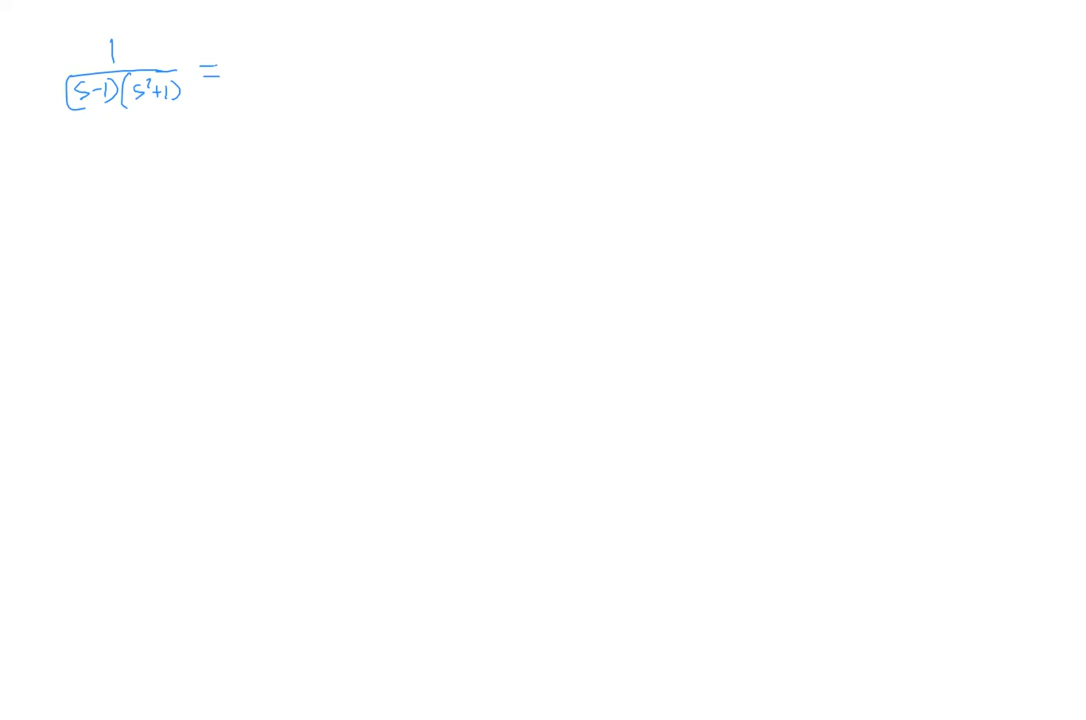 1/((s-1)(s²+1)) =